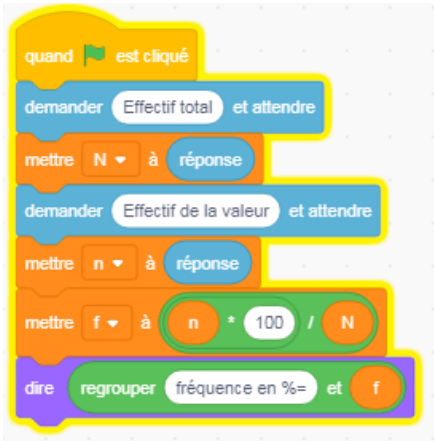 quand est cliqué
demander Effectif total et attendre
mettre N à réponse
demander Effectif de la valeur et attendre
mettre n à réponse
mettre f à n * 100 / N
dire regrouper fréquence en %= et f